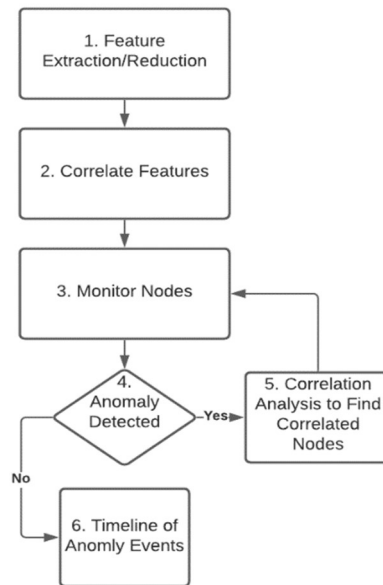 1. Feature
Extraction/Reduction
2. Correlate Features
3. Monitor Nodes
4.
Anomaly
Detected
Yes
5. Correlation
Analysis to Find
Correlated
Nodes
No
6. Timeline of
Anomly Events